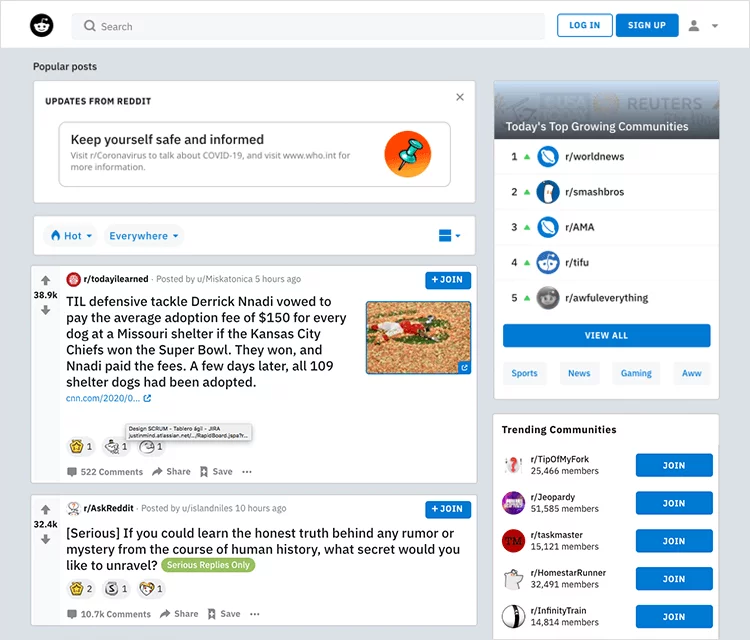 Search
LOG IN
SIGN UP
Popular posts
UPDATES FROM REDDIT
Keep yourself safe and informed
Visit r/Coronavirus to talk about COVID-19, and visit www.who.int for
more information.
Hot
Everywhere
38.9k
r/todayilearned · Posted by u/Miskatonica 5 hours ago
+ JOIN
TIL defensive tackle Derrick Nnadi vowed to
pay the average adoption fee of $150 for every
dog at a Missouri shelter if the Kansas City
Chiefs won the Super Bowl. They won, and
Nnadi paid the fees. A few days later, all 109
shelter dogs had been adopted.
cnn.com/2020/0...
Design SCRUM - Tablero ágil - JIRA
justinmind.atlassian.net/.../RapidBoard.jspa?r...
1
1
1
522 Comments
Share
Save
...
32.4k
r/AskReddit · Posted by u/islandniles 10 hours ago
+ JOIN
[Serious] If you could learn the honest truth behind any rumor or
mystery from the course of human history, what secret would you
like to unravel? Serious Replies Only
2
1
1
10.7k Comments
Share
Save
...
REUTERS
Today's Top Growing Communities
1 r/worldnews
2 r/smashbros
3 r/AMA
4 r/tifu
5 r/awfuleverything
VIEW ALL
Sports
News
Gaming
Aww
Trending Communities
r/TipOfMyFork
25,466 members
JOIN
r/Jeopardy
51,585 members
JOIN
TM
r/taskmaster
15,121 members
JOIN
r/HomestarRunner
32,491 members
JOIN
r/InfinityTrain
14,814 members
JOIN